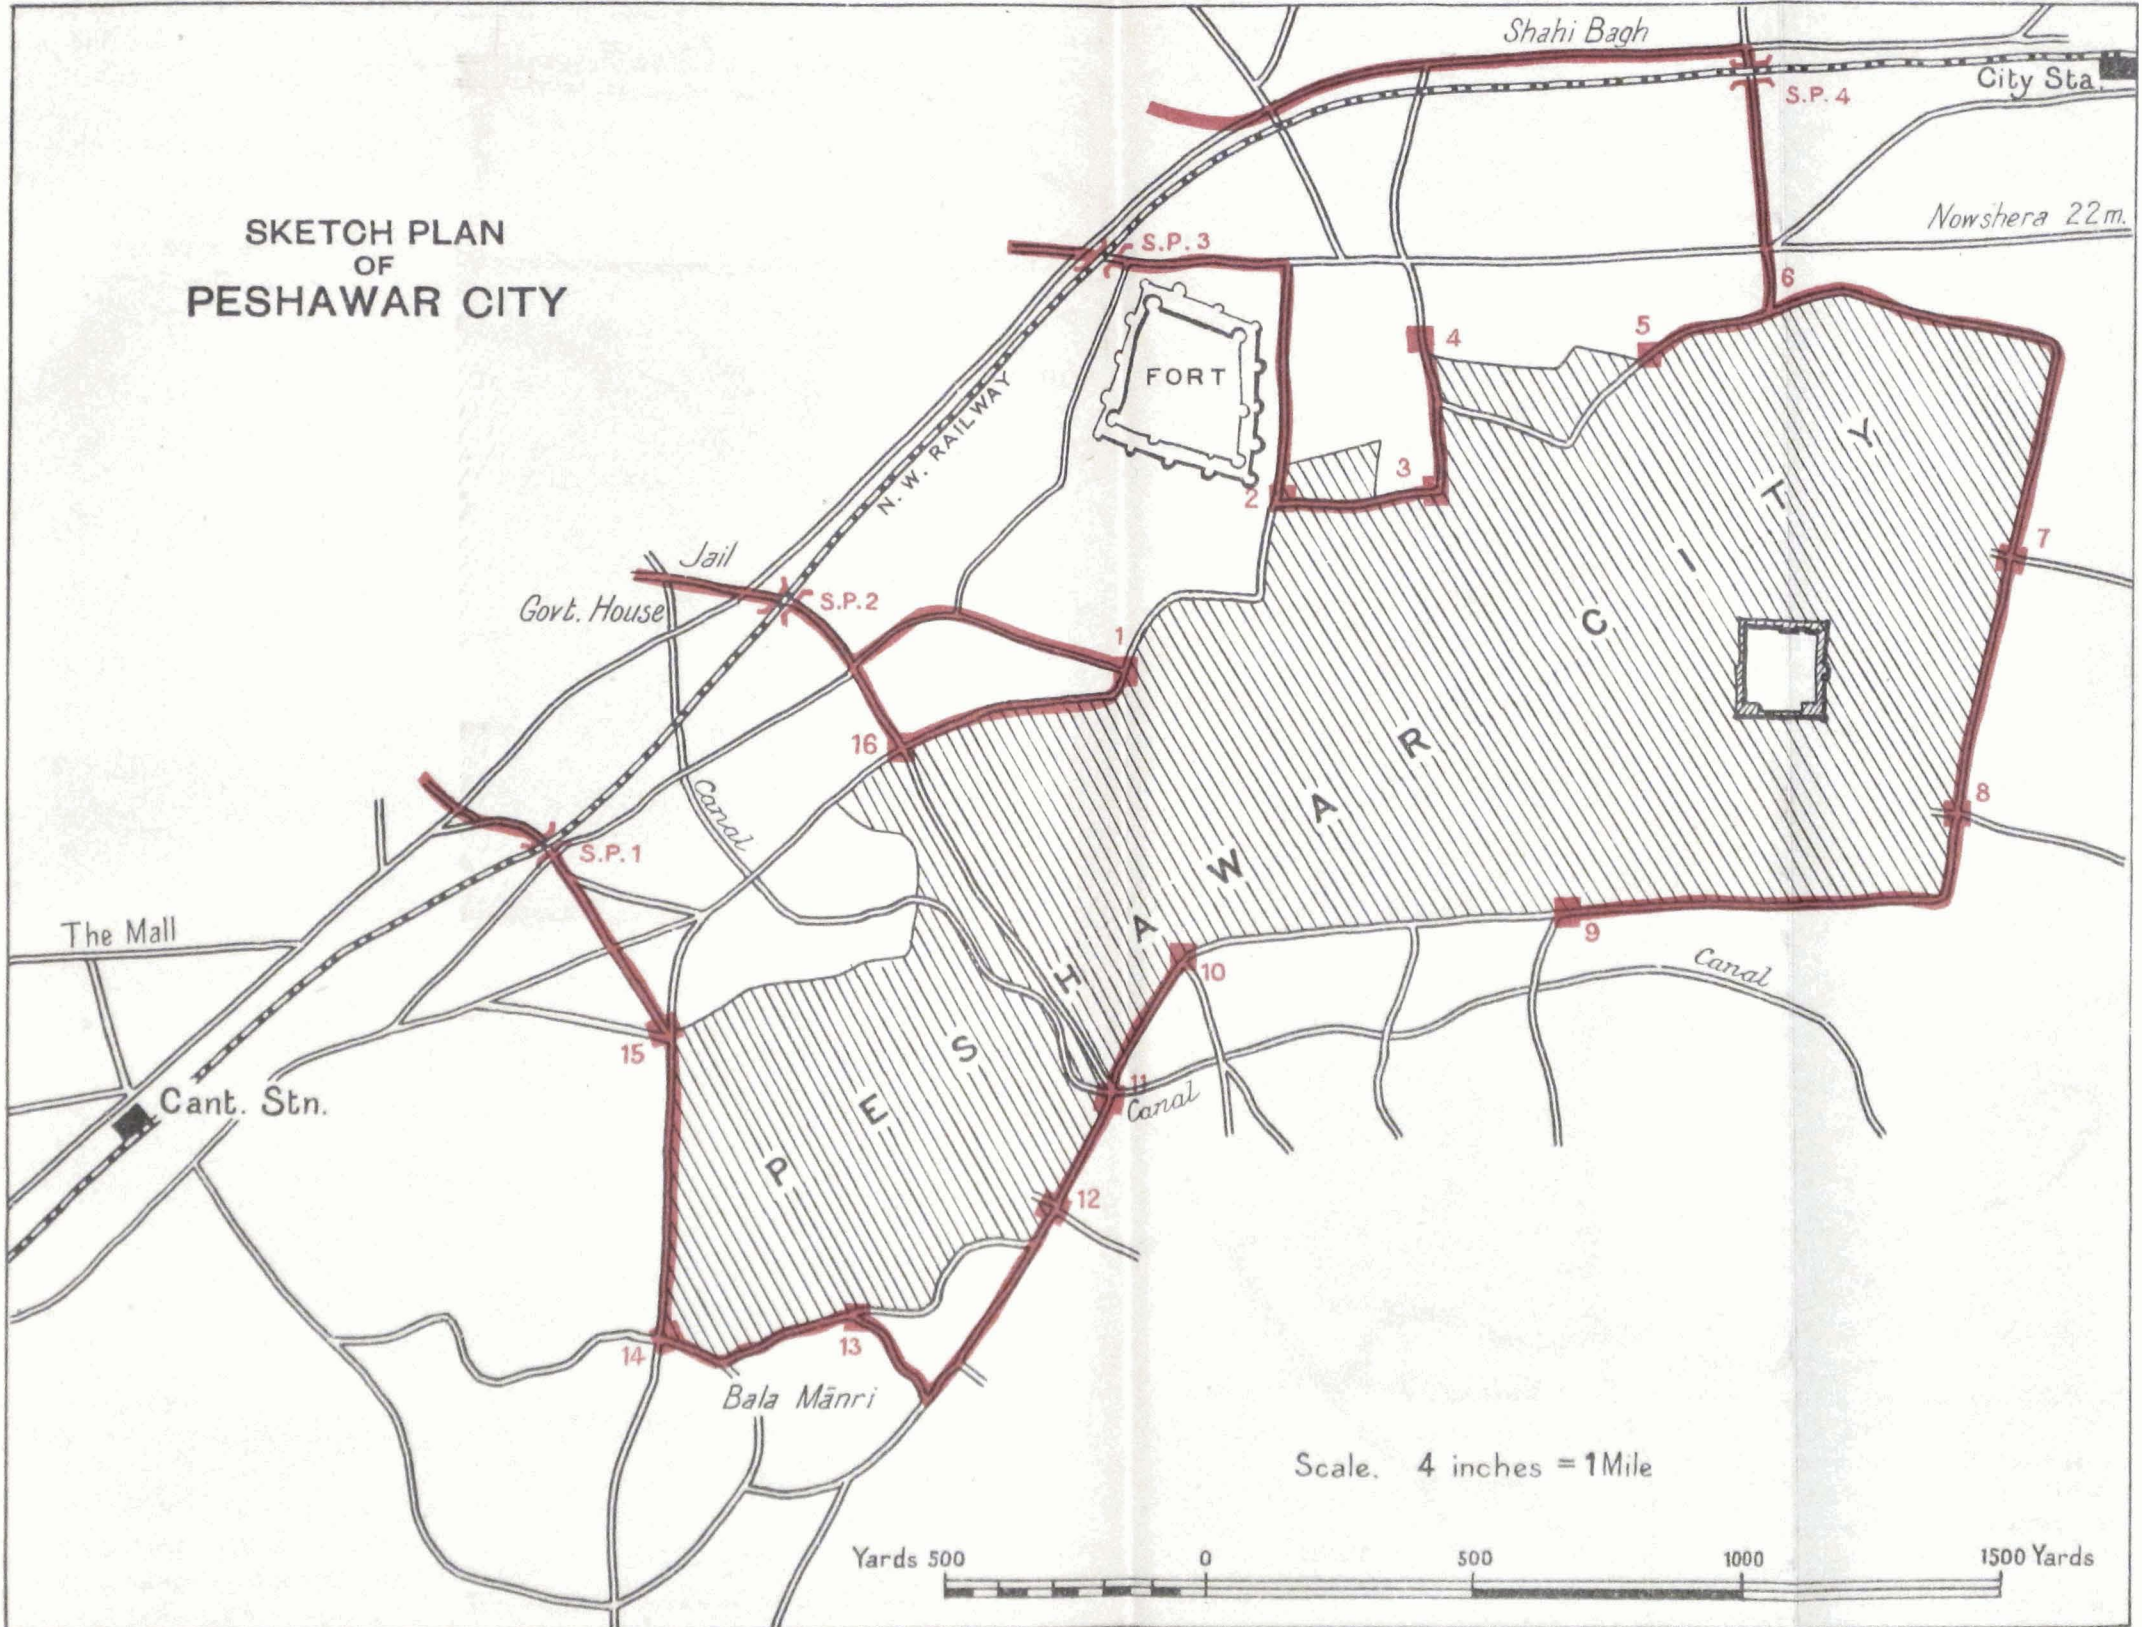 SKETCH PLAN
OF
PESHAWAR CITY
Shahi Bagh
City Sta.
S.P. 4
Nowshera 22m.
S.P. 3
6
5
4
FORT
N. W. RAILWAY
3
2
7
Jail
Govt. House
S.P. 2
1
16
8
Canal
S.P. 1
9
The Mall
10
Canal
PESHAWAR CITY
15
11
Canal
Cant. Stn.
12
13
14
Bala Mānri
Scale. 4 inches = 1 Mile
Yards 500 0 500 1000 1500 Yards